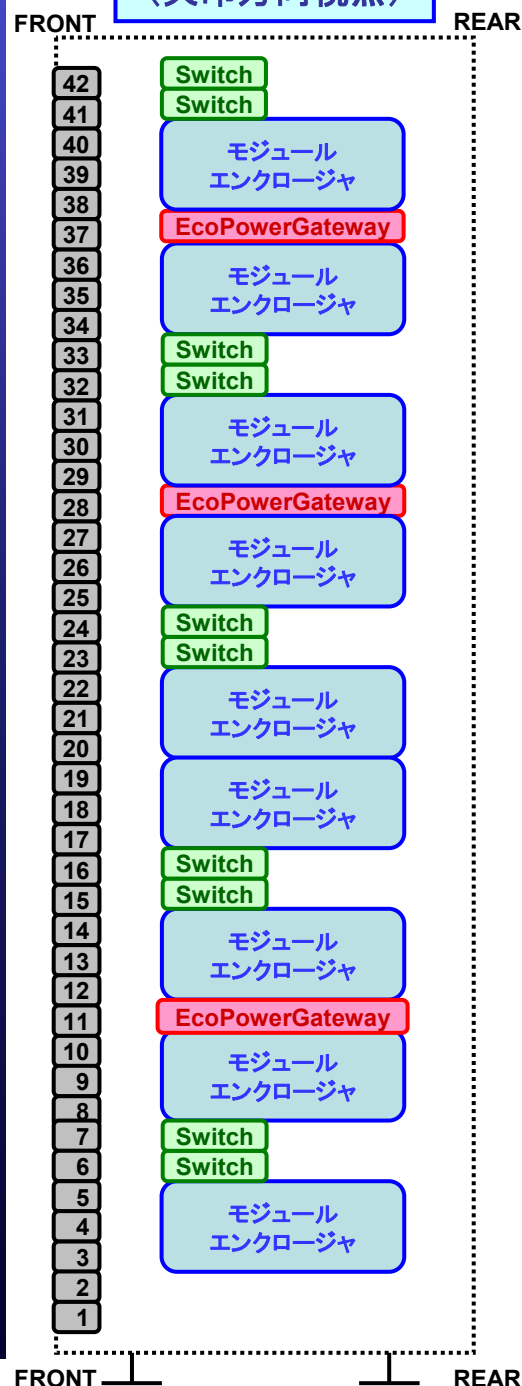 FRONT REAR
42 Switch
41 Switch
40 モジュール
39 エンクロージャ
38
37 EcoPowerGateway
36 モジュール
35 エンクロージャ
34
33 Switch
32 Switch
31 モジュール
30 エンクロージャ
29
28 EcoPowerGateway
27 モジュール
26 エンクロージャ
25
24 Switch
23 Switch
22 モジュール
21 エンクロージャ
20
19 モジュール
18 エンクロージャ
17
16 Switch
15 Switch
14 モジュール
13 エンクロージャ
12
11 EcoPowerGateway
10 モジュール
9 エンクロージャ
8
7 Switch
6 Switch
5 モジュール
4 エンクロージャ
3
2
1
FRONT REAR